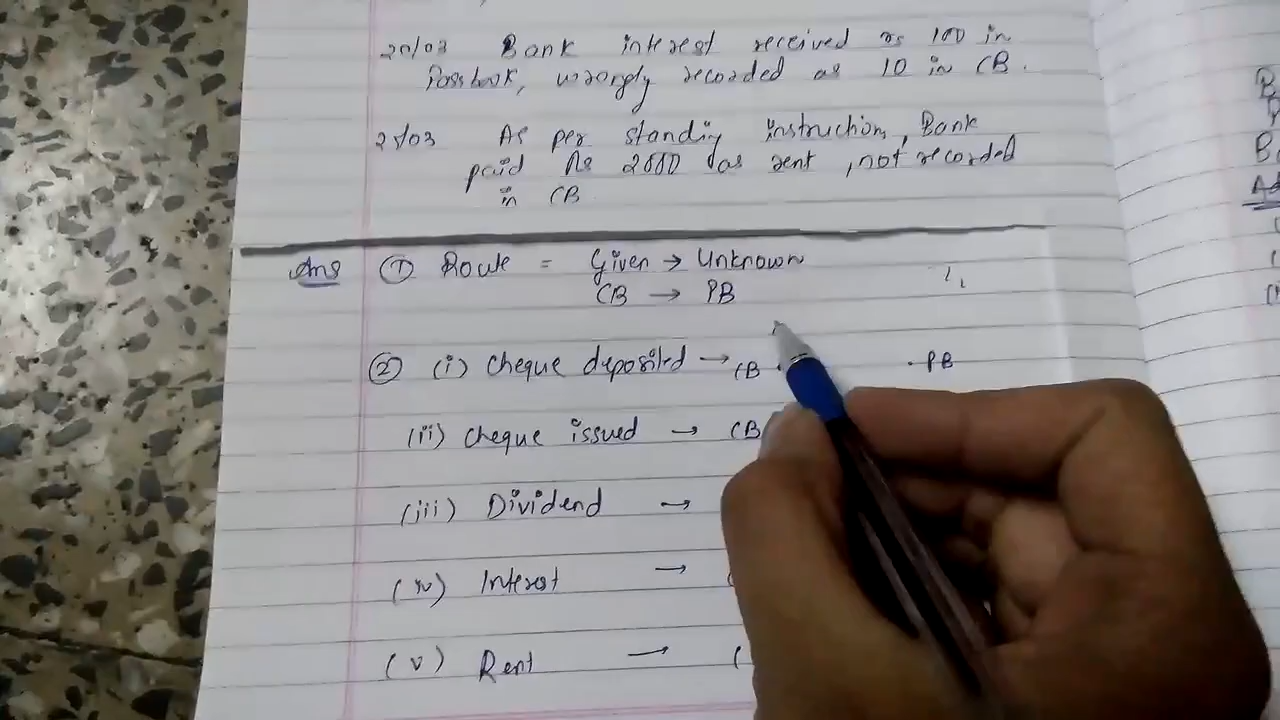 20/03 Bank interest received rs 100 in
Passbook, wrongly recorded as 10 in CB.
25/03 As per standing instruction, Bank
paid Rs 2000 as rent, not recorded
in CB
Ans ① Route = Given → Unknown
CB → PB
② (i) Cheque deposited → CB · PB
(ii) Cheque issued → CB
(iii) Dividend →
(iv) Interest →
(v) Rent →